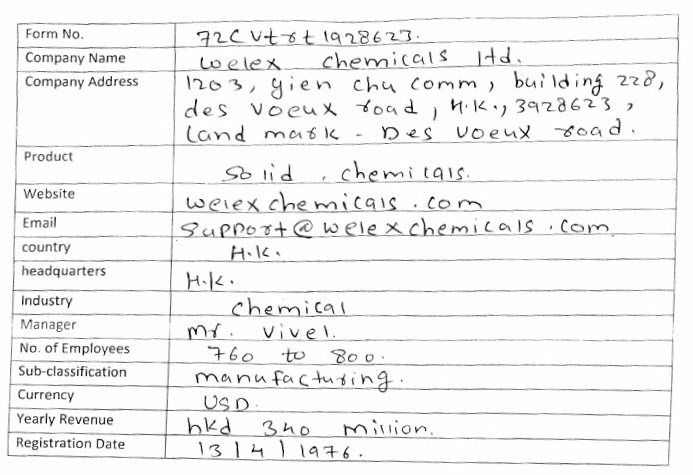 Form No. 72CVtrt1928623.
Company Name welex chemicals ltd.
Company Address 1203, yien chu comm, building 228,
des voeux road, H.K., 3928623,
land mark - Des voeux road.
Product Solid, chemicals.
Website welexchemicals.com
Email support@welexchemicals.com
country H.K.
headquarters H.K.
Industry chemical
Manager Mr. Vivel.
No. of Employees 760 to 800.
Sub-classification manufacturing.
Currency USD.
Yearly Revenue hkd 340 million.
Registration Date 13|4|1976.